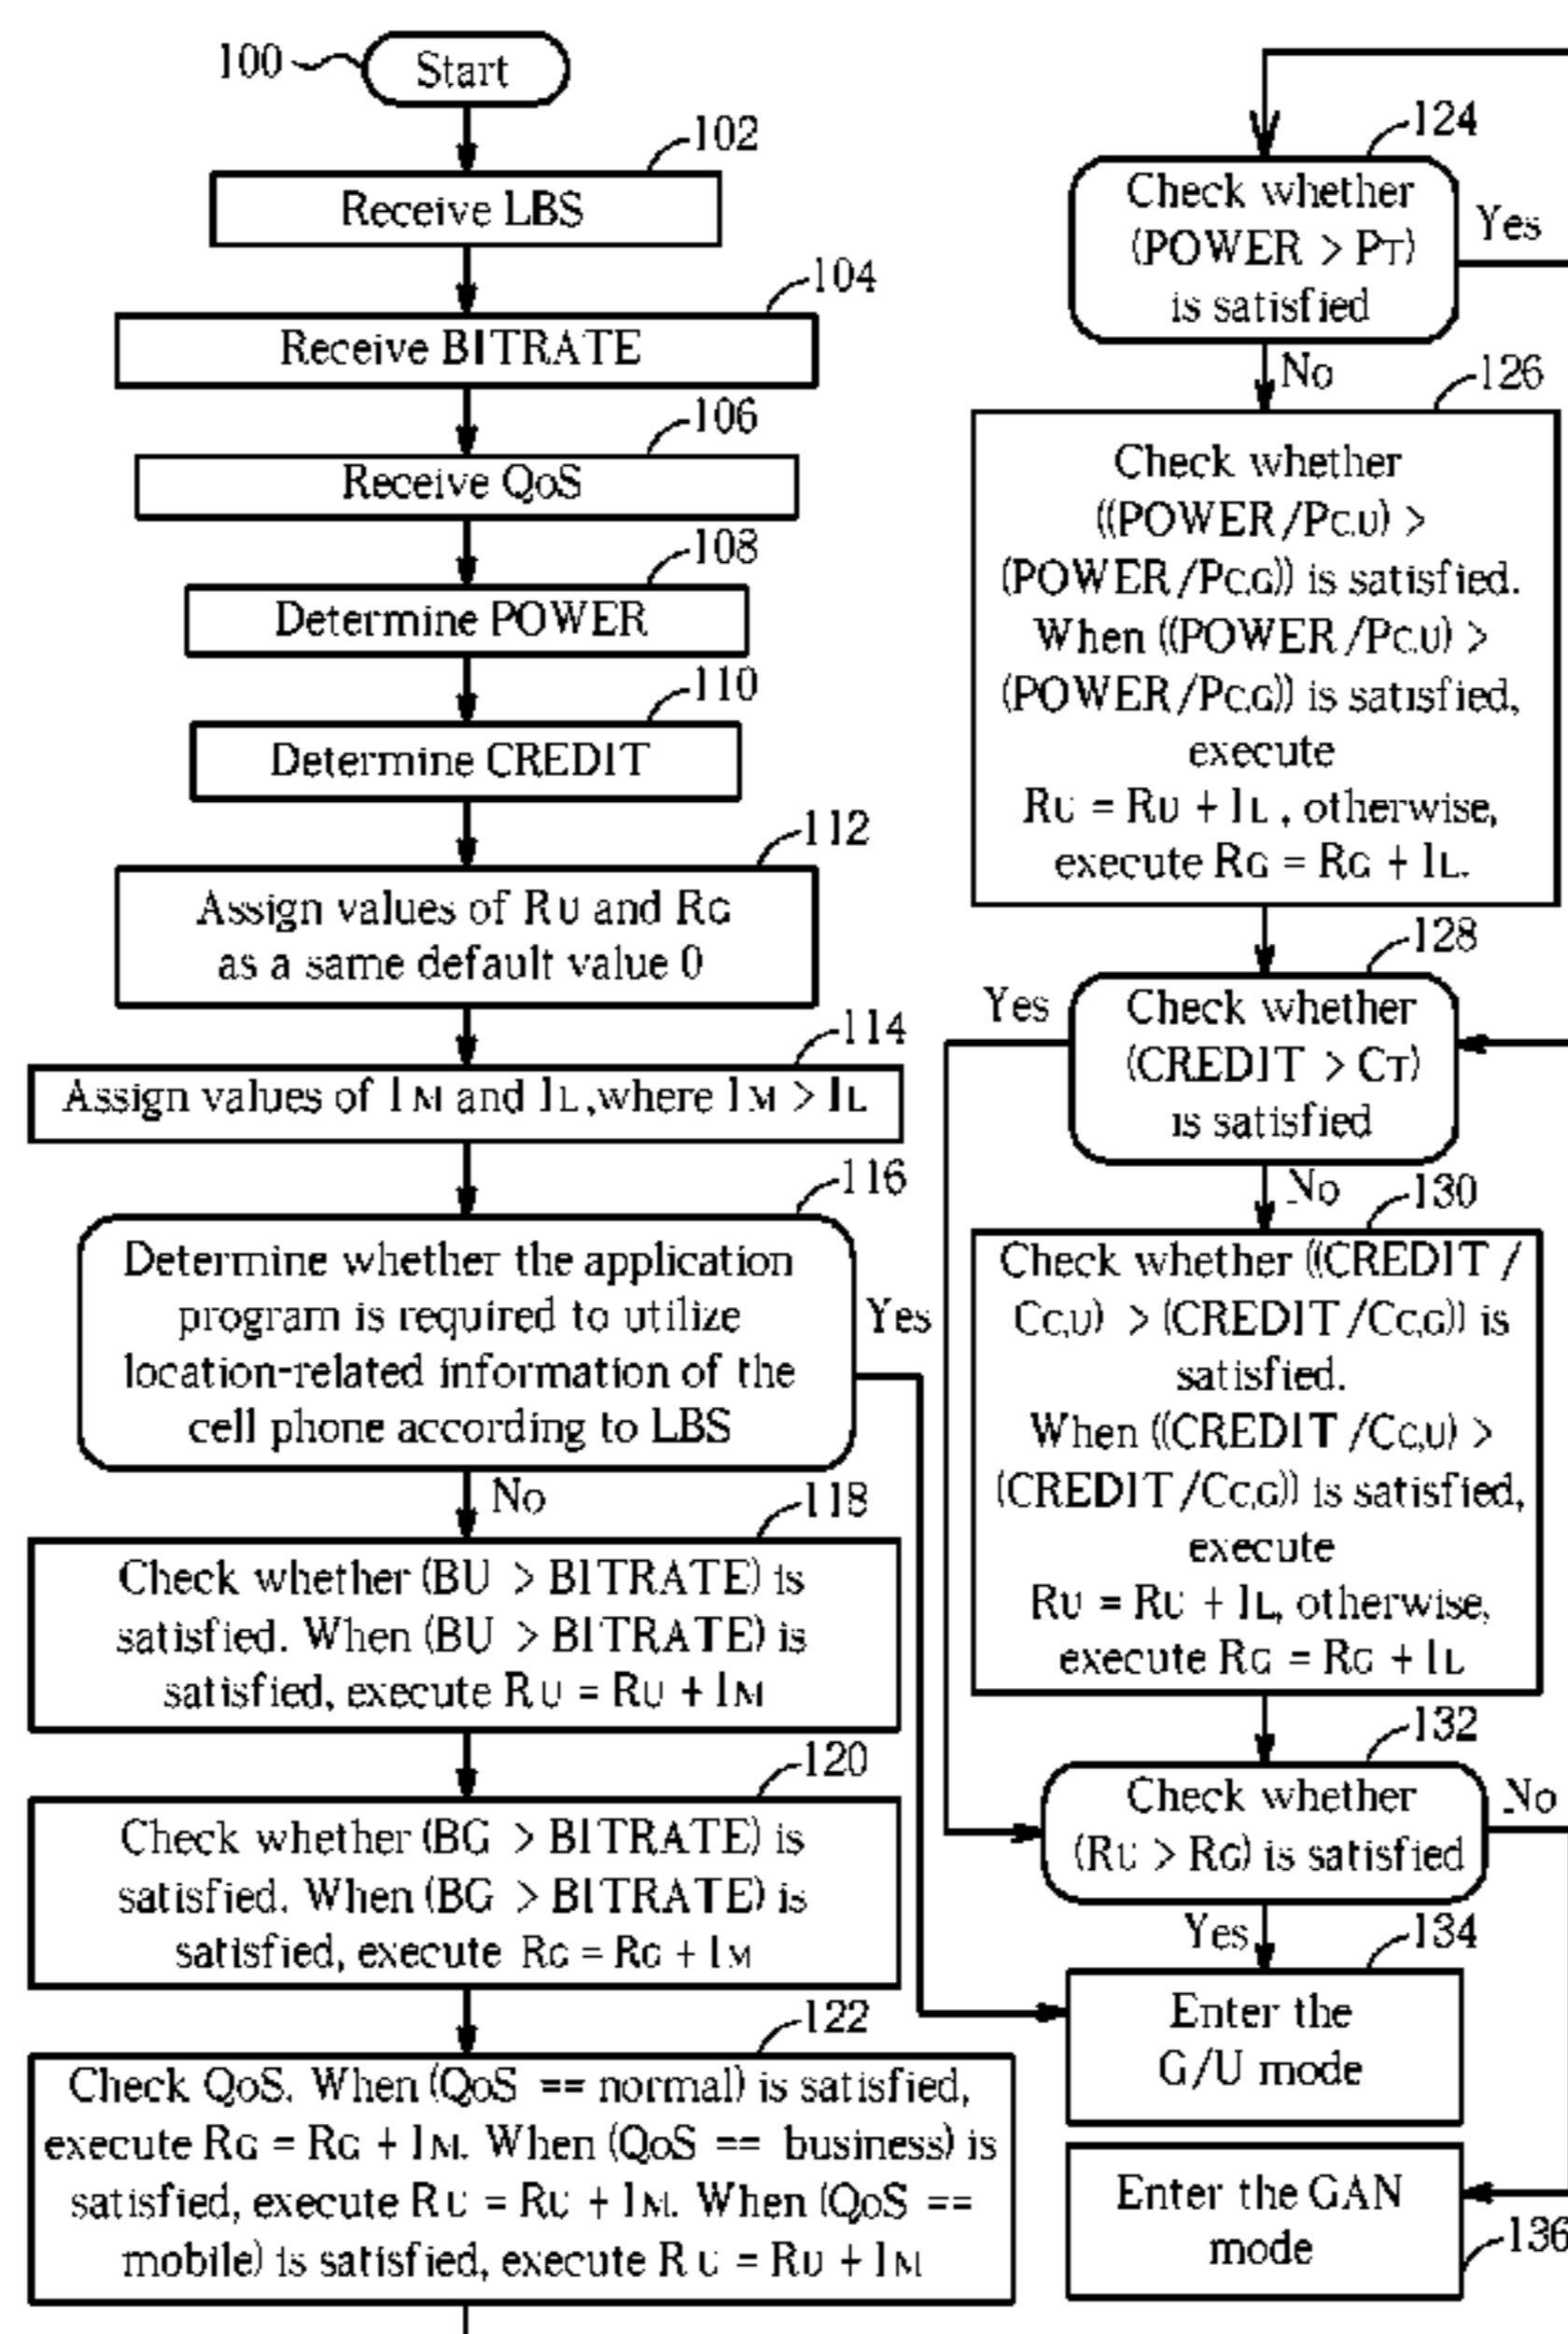 100
Start
102
Receive LBS
104
Receive BITRATE
106
Receive QoS
108
Determine POWER
110
Determine CREDIT
112
Assign values of RU and RG
as a same default value 0
114
Assign values of IM and IL,where IM > IL
116
Determine whether the application
program is required to utilize
location-related information of the
cell phone according to LBS
Yes
No
118
Check whether (BU > BITRATE) is
satisfied. When (BU > BITRATE) is
satisfied, execute RU = RU + IM
120
Check whether (BG > BITRATE) is
satisfied. When (BG > BITRATE) is
satisfied, execute RG = RG + IM
122
Check QoS. When (QoS == normal) is satisfied,
execute RG = RG + IM. When (QoS == business) is
satisfied, execute RU = RU + IM. When (QoS ==
mobile) is satisfied, execute RU = RU + IM
124
Check whether
(POWER > PT)
is satisfied
Yes
No
126
Check whether
((POWER/PC,U) >
(POWER/PC,G)) is satisfied.
When ((POWER/PC,U) >
(POWER/PC,G)) is satisfied,
execute
RU = RU + IL , otherwise,
execute RG = RG + IL.
128
Yes
Check whether
(CREDIT > CT)
is satisfied
No
130
Check whether ((CREDIT /
CC,U) > (CREDIT/CC,G)) is
satisfied.
When ((CREDIT/CC,U) >
(CREDIT/CC,G)) is satisfied,
execute
RU = RU + IL, otherwise,
execute RG = RG + IL
132
Check whether
(RU > RG) is satisfied
No
Yes
134
Enter the
G/U mode
Enter the GAN
mode
136